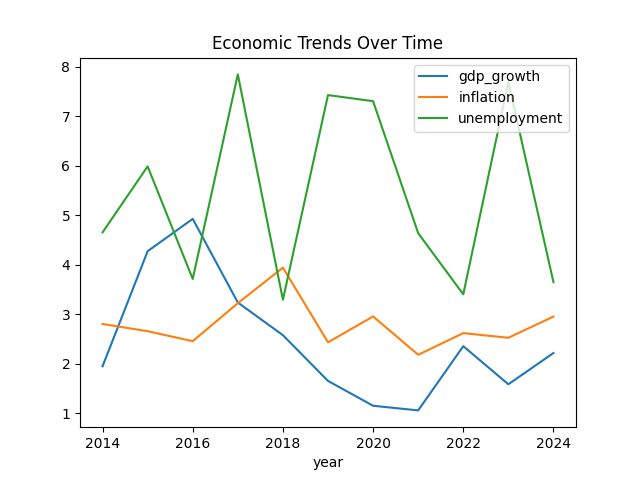 Economic Trends Over Time
gdp_growth
inflation
unemployment
8
7
6
5
4
3
2
1
2014 2016 2018 2020 2022 2024
year